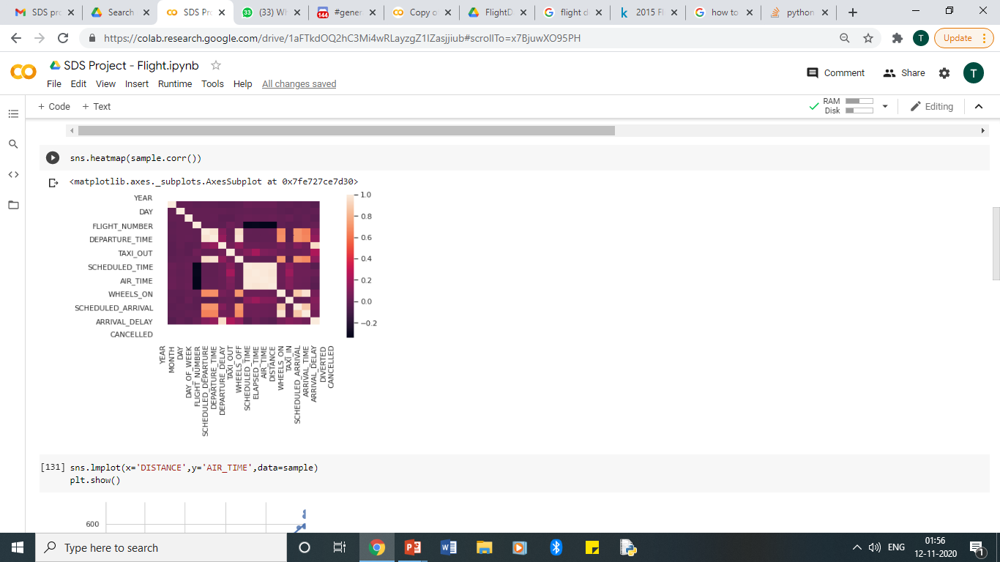 SDS pro
Search
SDS Pro
(33) Wh
#gener
Copy o
FlightD
flight d
2015 Fl
how to
python
https://colab.research.google.com/drive/1aFTkdOQ2hC3Mi4wRLayzgZ1IZasjjiub#scrollTo=x7BjuwXO95PH
T
Update
SDS Project - Flight.ipynb
File Edit View Insert Runtime Tools Help All changes saved
Comment
Share
T
+ Code + Text
RAM
Disk
Editing
sns.heatmap(sample.corr())
<matplotlib.axes._subplots.AxesSubplot at 0x7fe727ce7d30>
YEAR
DAY
FLIGHT_NUMBER
DEPARTURE_TIME
TAXI_OUT
SCHEDULED_TIME
AIR_TIME
WHEELS_ON
SCHEDULED_ARRIVAL
ARRIVAL_DELAY
CANCELLED
1.0
0.8
0.6
0.4
0.2
0.0
−0.2
YEAR
MONTH
DAY
DAY_OF_WEEK
FLIGHT_NUMBER
SCHEDULED_DEPARTURE
DEPARTURE_TIME
DEPARTURE_DELAY
TAXI_OUT
WHEELS_OFF
SCHEDULED_TIME
ELAPSED_TIME
AIR_TIME
DISTANCE
WHEELS_ON
TAXI_IN
SCHEDULED_ARRIVAL
ARRIVAL_TIME
ARRIVAL_DELAY
DIVERTED
CANCELLED
[131] sns.lmplot(x='DISTANCE',y='AIR_TIME',data=sample)
plt.show()
600
Type here to search
ENG
01:56
12-11-2020
1